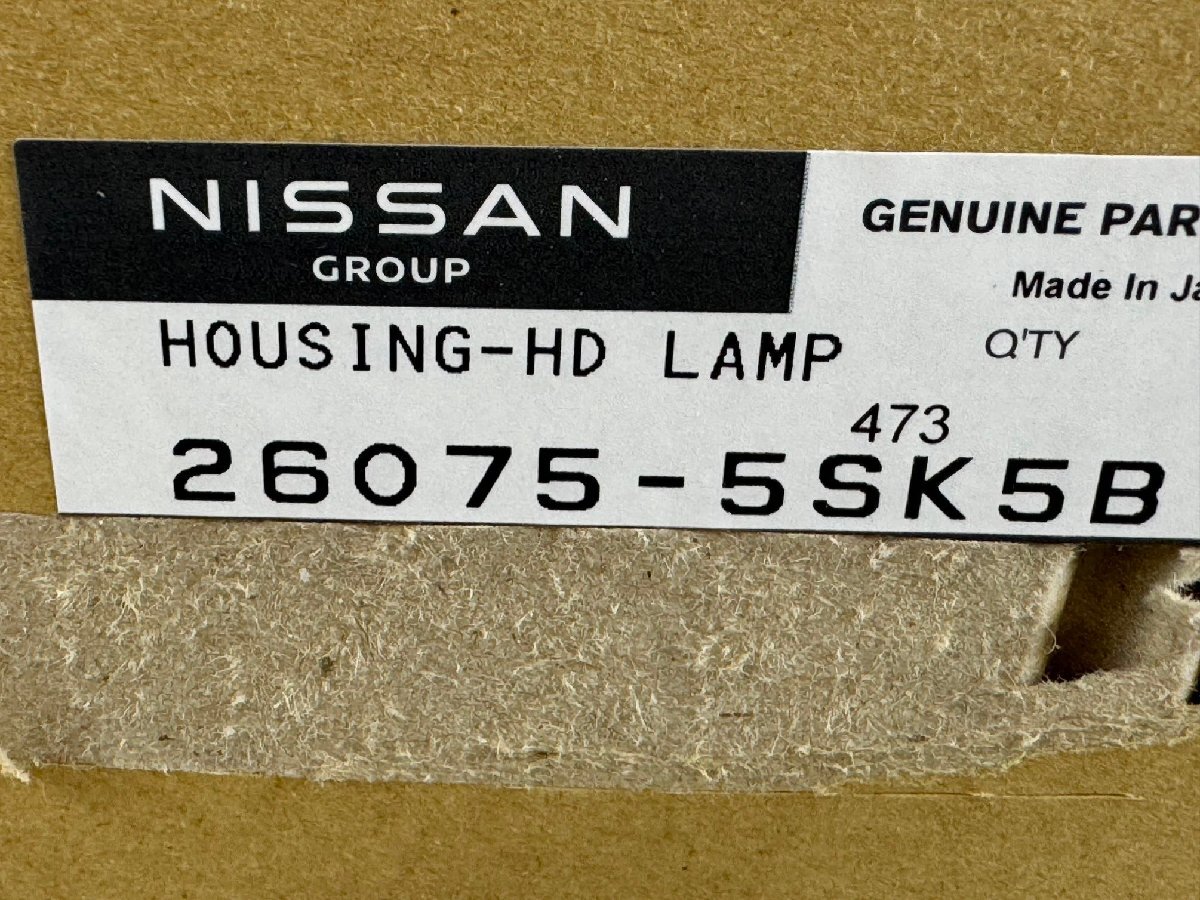 NISSAN
GROUP
GENUINE PAR
Made In Ja
HOUSING-HD LAMP
Q'TY
473
26075-5SK5B